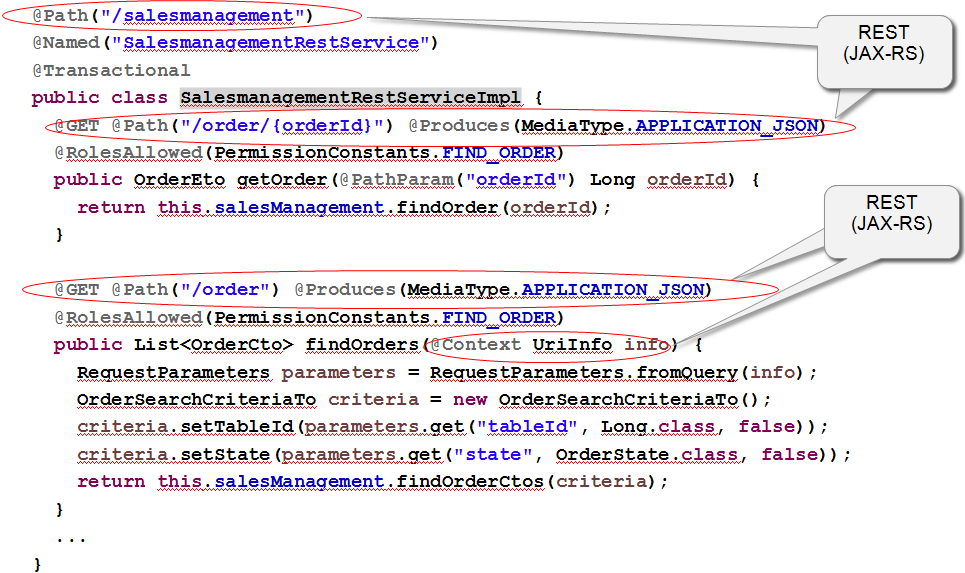 @Path("/salesmanagement")
REST
(JAX-RS)
@Named("SalesmanagementRestService")
@Transactional
public class SalesmanagementRestServiceImpl {
@GET @Path("/order/{orderId}") @Produces(MediaType.APPLICATION_JSON)
@RolesAllowed(PermissionConstants.FIND_ORDER)
public OrderEto getOrder(@PathParam("orderId") Long orderId) {
return this.salesManagement.findOrder(orderId);
}
REST
(JAX-RS)
@GET @Path("/order") @Produces(MediaType.APPLICATION_JSON)
@RolesAllowed(PermissionConstants.FIND_ORDER)
public List<OrderCto> findOrders(@Context UriInfo info) {
RequestParameters parameters = RequestParameters.fromQuery(info);
OrderSearchCriteriaTo criteria = new OrderSearchCriteriaTo();
criteria.setTableId(parameters.get("tableId", Long.class, false));
criteria.setState(parameters.get("state", OrderState.class, false));
return this.salesManagement.findOrderCtos(criteria);
}
...
}